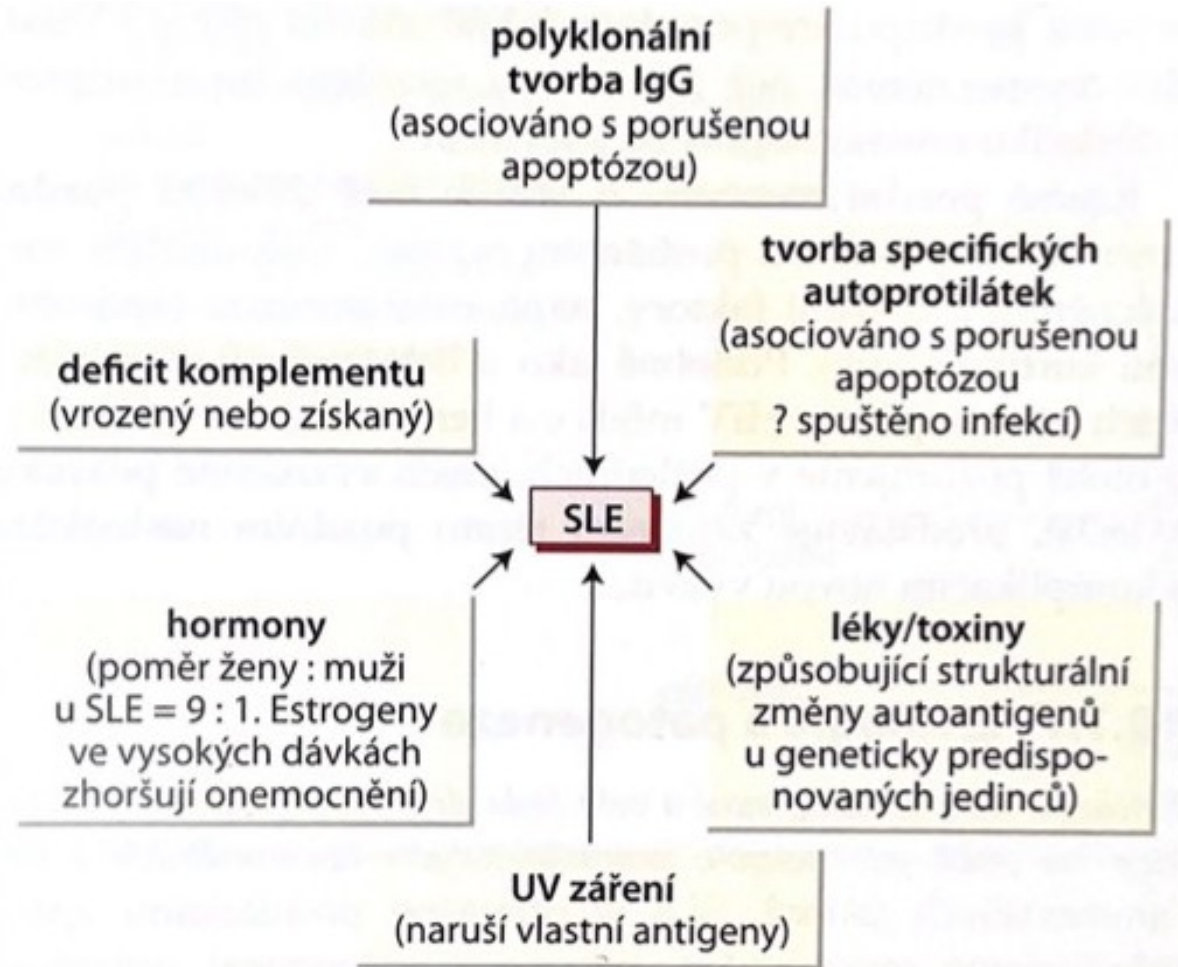 polyklonální
tvorba IgG
(asociováno s porušenou
apoptózou)
tvorba specifických
autoprotilátek
(asociováno s porušenou
apoptózou
? spuštěno infekcí)
deficit komplementu
(vrozený nebo získaný)
SLE
hormony
(poměr ženy : muži
u SLE = 9 : 1. Estrogeny
ve vysokých dávkách
zhoršují onemocnění)
léky/toxiny
(způsobující strukturální
změny autoantigenů
u geneticky predispo-
novaných jedinců)
UV záření
(naruší vlastní antigeny)